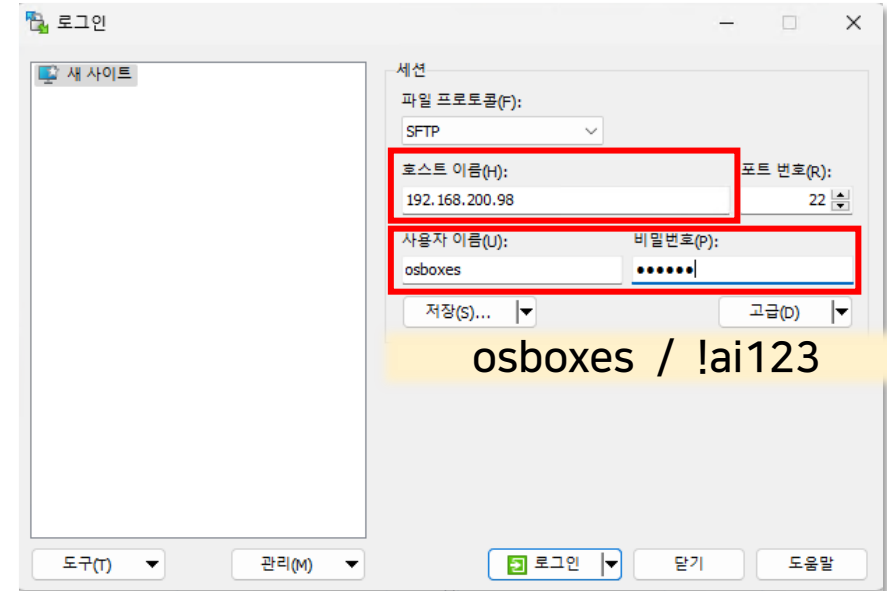 로그인
새 사이트
세션
파일 프로토콜(F):
SFTP
호스트 이름(H): 포트 번호(R):
192.168.200.98 22
사용자 이름(U): 비밀번호(P):
osboxes ●●●●●●
저장(S)... 고급(D)
osboxes / !ai123
도구(T) 관리(M) 로그인 닫기 도움말